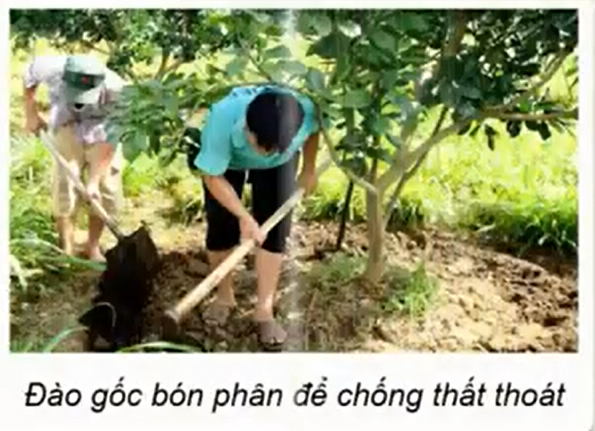 Đào gốc bón phân để chống thất thoát